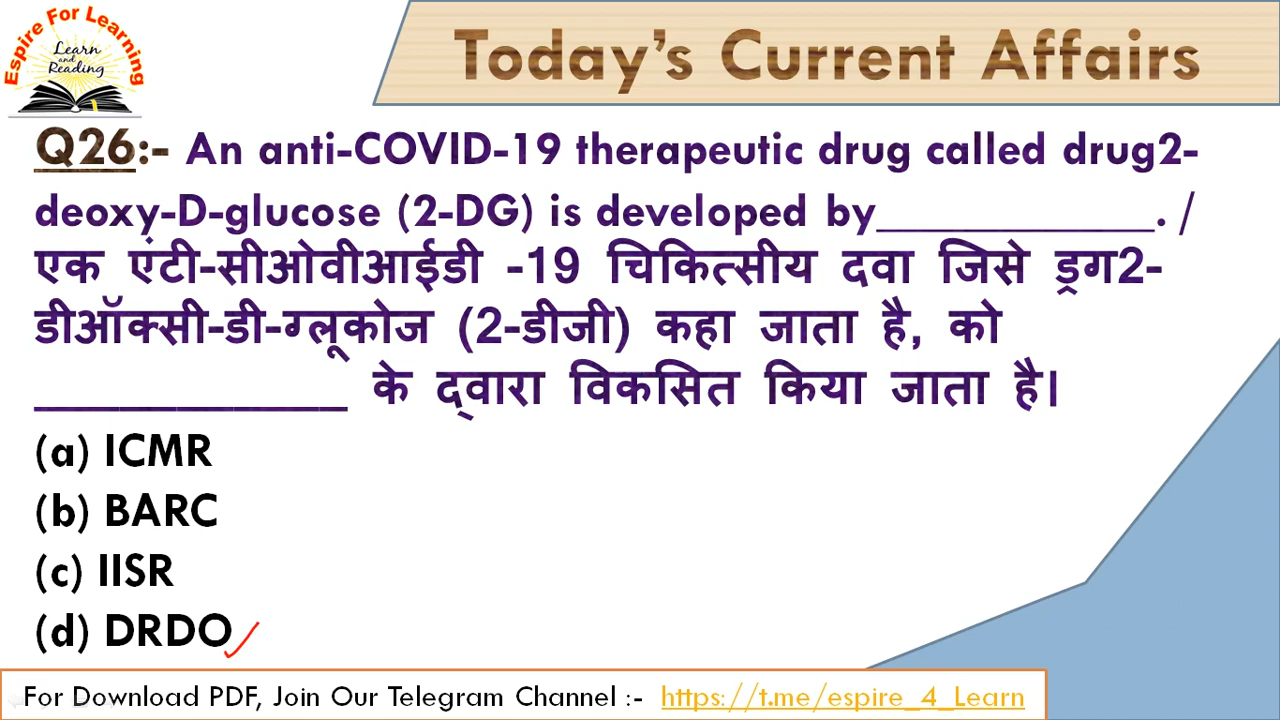 Espire For Learning
Learn
and
Reading
Today's Current Affairs
Q26:- An anti-COVID-19 therapeutic drug called drug2-
deoxy-D-glucose (2-DG) is developed by____________. /
एक एंटी-सीओवीआईडी -19 चिकित्सीय दवा जिसे ड्रग2-
डीऑक्सी-डी-ग्लूकोज (2-डीजी) कहा जाता है, को
______________ के द्वारा विकसित किया जाता है।
(a) ICMR
(b) BARC
(c) IISR
(d) DRDO
For Download PDF, Join Our Telegram Channel :- https://t.me/espire_4_Learn